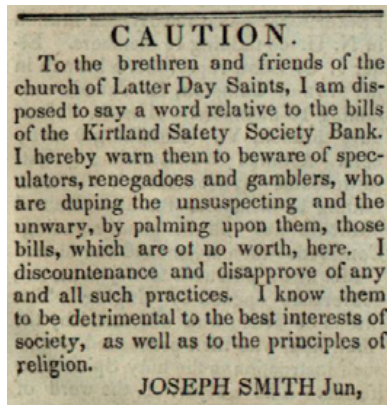 CAUTION.
To the brethren and friends of the
church of Latter Day Saints, I am dis-
posed to say a word relative to the bills
of the Kirtland Safety Society Bank.
I hereby warn them to beware of spec-
ulators, renegadoes and gamblers, who
are duping the unsuspecting and the
unwary, by palming upon them, those
bills, which are ot no worth, here. I
discountenance and disapprove of any
and all such practices. I know them
to be detrimental to the best interests of
society, as well as to the principles of
religion.
JOSEPH SMITH Jun,